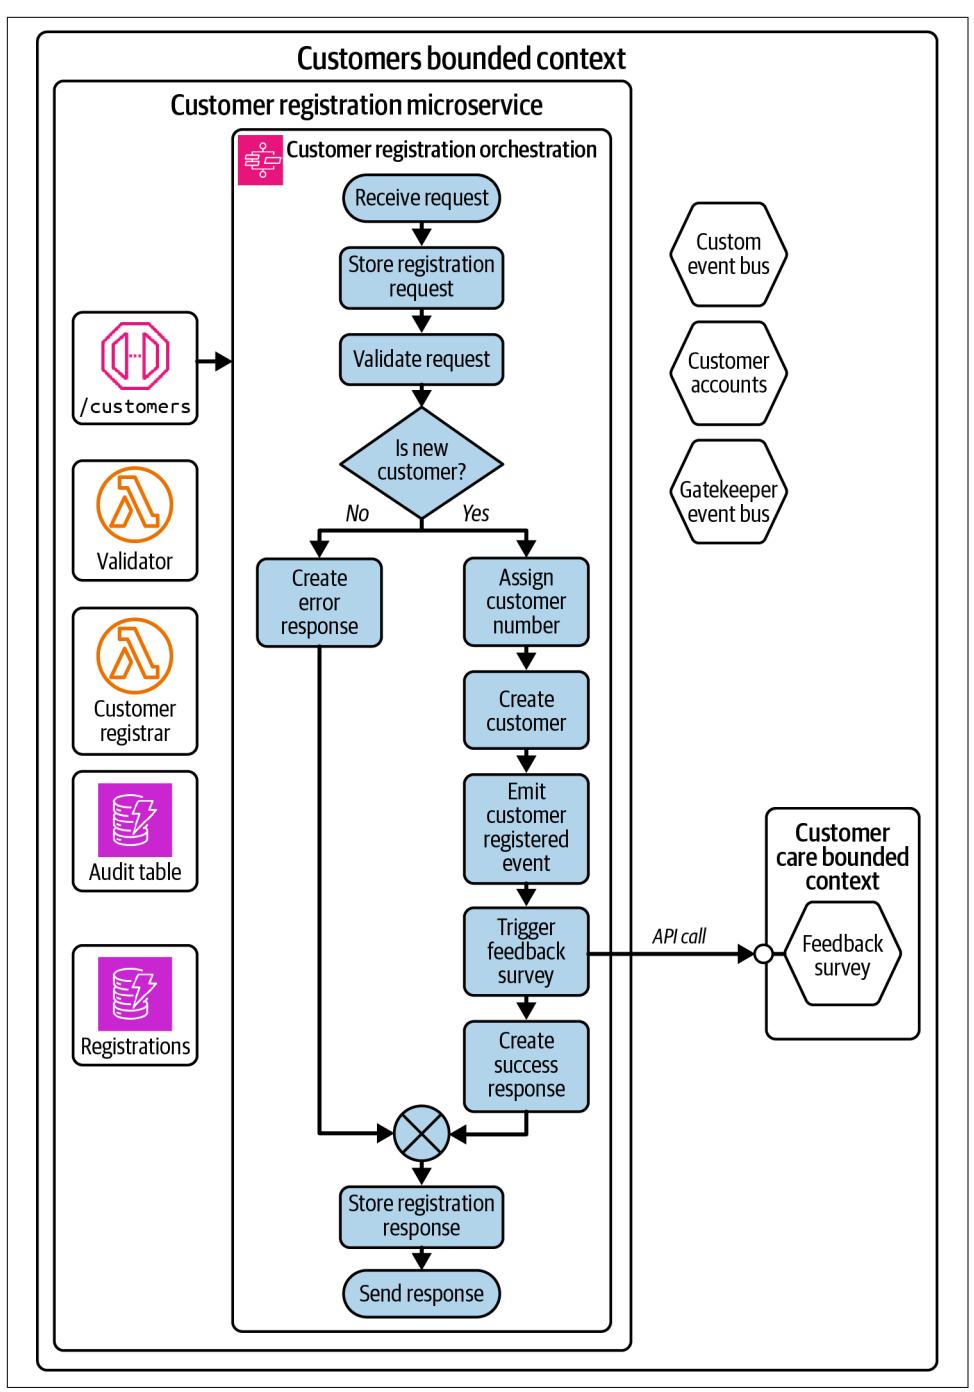 Customers bounded context
Customer registration microservice
Customer registration orchestration
Receive request
Store registration
request
Validate request
Is new
customer?
No
Yes
Create
error
response
Assign
customer
number
Create
customer
Emit
customer
registered
event
Trigger
feedback
survey
API call
Create
success
response
Store registration
response
Send response
/customers
Validator
Customer
registrar
Audit table
Registrations
Custom
event bus
Customer
accounts
Gatekeeper
event bus
Customer
care bounded
context
Feedback
survey